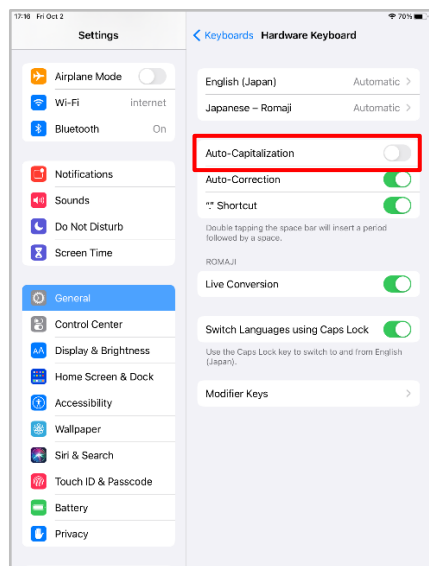 17:16 Fri Oct 2
70%
Settings
Airplane Mode
Wi-Fi internet
Bluetooth On
Notifications
Sounds
Do Not Disturb
Screen Time
General
Control Center
AA Display & Brightness
Home Screen & Dock
Accessibility
Wallpaper
Siri & Search
Touch ID & Passcode
Battery
Privacy
Keyboards Hardware Keyboard
English (Japan) Automatic
Japanese – Romaji Automatic
Auto-Capitalization
Auto-Correction
“.” Shortcut
Double tapping the space bar will insert a period
followed by a space.
ROMAJI
Live Conversion
Switch Languages using Caps Lock
Use the Caps Lock key to switch to and from English
(Japan).
Modifier Keys